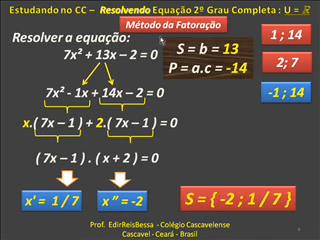 Estudando no CC – Resolvendo Equação 2º Grau Completa : U = ℝ
Método da Fatoração
Resolver a equação:
7x² + 13x – 2 = 0
S = b = 13
P = a.c = -14
1 ; 14
2; 7
-1 ; 14
7x² - 1x + 14x – 2 = 0
x.( 7x – 1 ) + 2.( 7x – 1 ) = 0
( 7x – 1 ) . ( x + 2 ) = 0
x' = 1 / 7
x" = -2
S = { -2 ; 1 / 7 }
Prof. EdirReisBessa - Colégio Cascavelense
Cascavel - Ceará - Brasil